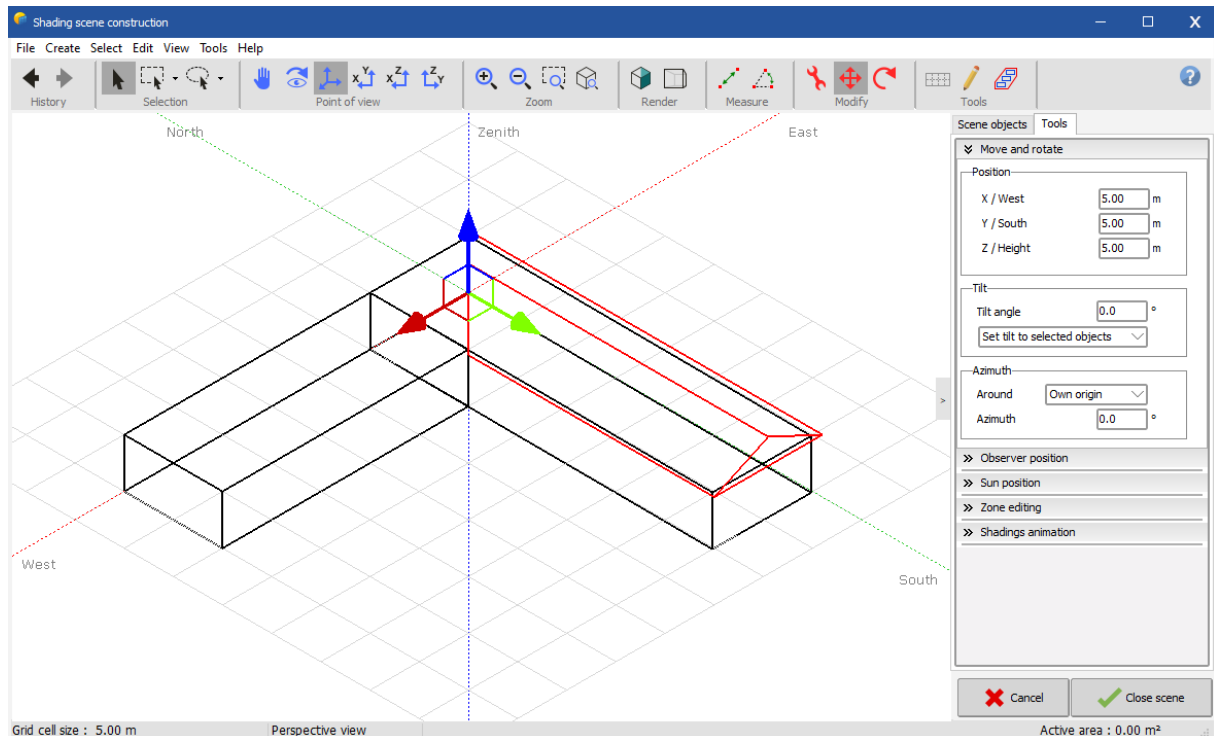 Shading scene construction
File Create Select Edit View Tools Help
History
Selection
Point of view
Zoom
Render
Measure
Modify
Tools
North
Zenith
East
West
South
Scene objects
Tools
Move and rotate
Position
X / West 5.00 m
Y / South 5.00 m
Z / Height 5.00 m
Tilt
Tilt angle 0.0 °
Set tilt to selected objects
Azimuth
Around Own origin
Azimuth 0.0 °
Observer position
Sun position
Zone editing
Shadings animation
Cancel
Close scene
Grid cell size : 5.00 m
Perspective view
Active area : 0.00 m²